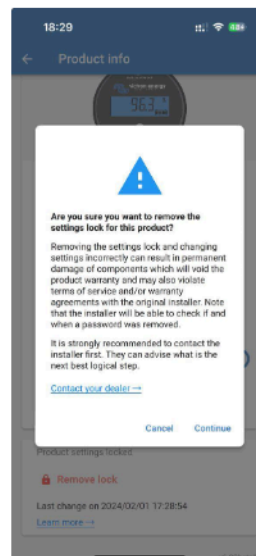 18:29
Product info
96.3
Are you sure you want to remove the
settings lock for this product?
Removing the settings lock and changing
settings incorrectly can result in permanent
damage of components which will void the
product warranty and may also violate
terms of service and/or warranty
agreements with the original installer. Note
that the installer will be able to check if and
when a password was removed.
It is strongly recommended to contact the
installer first. They can advise what is the
next best logical step.
Contact your dealer →
Cancel Continue
Product settings locked
Remove lock
Last change on 2024/02/01 17:28:54
Learn more →